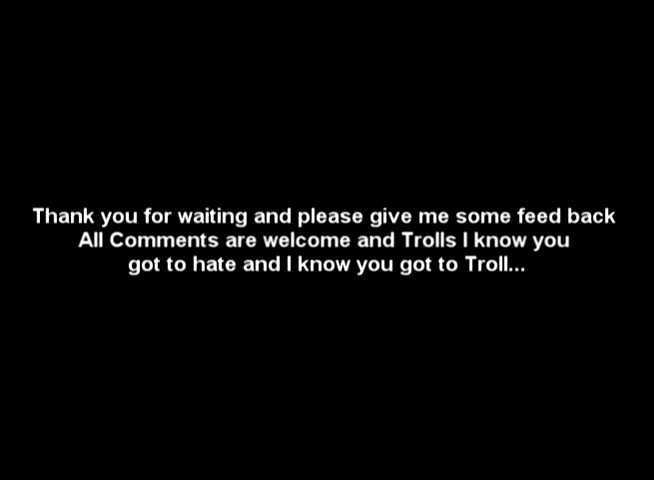 Thank you for waiting and please give me some feed back
All Comments are welcome and Trolls I know you
got to hate and I know you got to Troll...